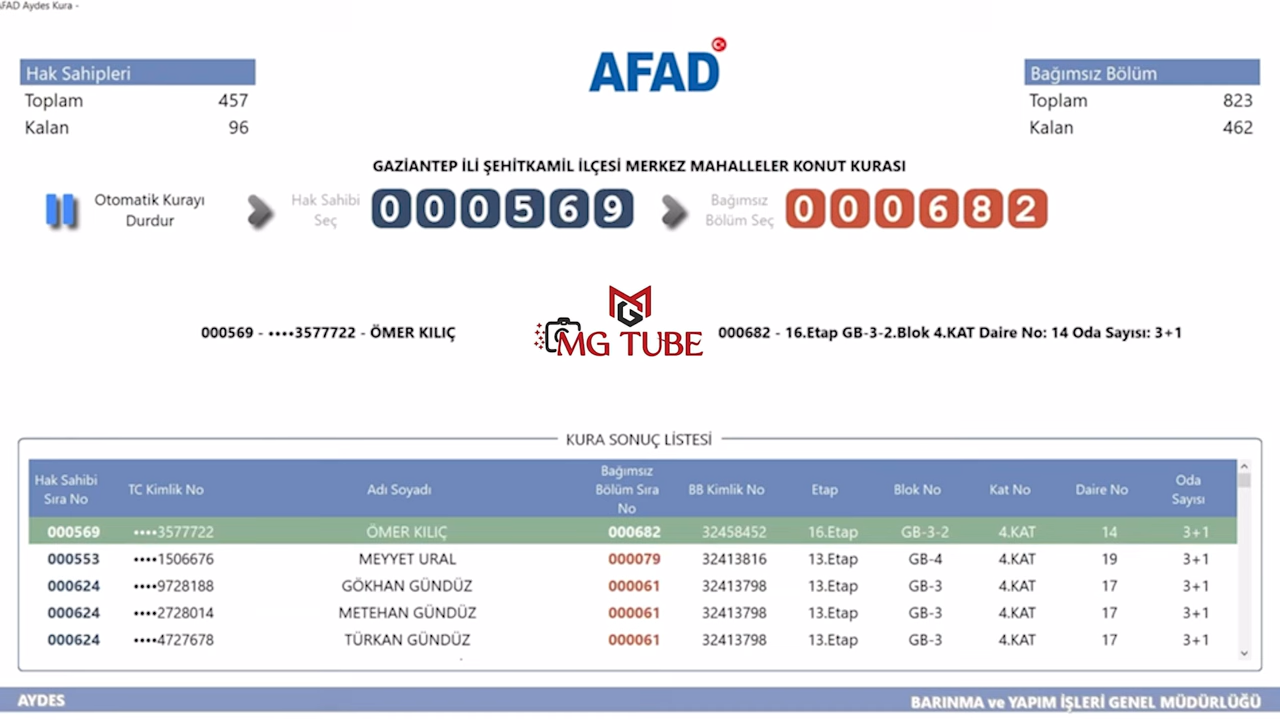 AFAD Aydes Kura -
AFAD
Hak Sahipleri
Toplam 457
Kalan 96
Bağımsız Bölüm
Toplam 823
Kalan 462
GAZİANTEP İLİ ŞEHİTKAMİL İLÇESİ MERKEZ MAHALLELER KONUT KURASI
Otomatik Kurayı
Durdur
Hak Sahibi
Seç
000569
Bağımsız
Bölüm Seç
000682
000569 - ••••3577722 - ÖMER KILIÇ
MG TUBE
000682 - 16.Etap GB-3-2.Blok 4.KAT Daire No: 14 Oda Sayısı: 3+1
KURA SONUÇ LİSTESİ
Hak Sahibi Sıra No TC Kimlik No Adı Soyadı Bağımsız Bölüm Sıra No BB Kimlik No Etap Blok No Kat No Daire No Oda Sayısı
000569 ••••3577722 ÖMER KILIÇ 000682 32458452 16.Etap GB-3-2 4.KAT 14 3+1
000553 ••••1506676 MEYYET URAL 000079 32413816 13.Etap GB-4 4.KAT 19 3+1
000624 ••••9728188 GÖKHAN GÜNDÜZ 000061 32413798 13.Etap GB-3 4.KAT 17 3+1
000624 ••••2728014 METEHAN GÜNDÜZ 000061 32413798 13.Etap GB-3 4.KAT 17 3+1
000624 ••••4727678 TÜRKAN GÜNDÜZ 000061 32413798 13.Etap GB-3 4.KAT 17 3+1
AYDES
BARINMA ve YAPIM İŞLERİ GENEL MÜDÜRLÜĞÜ